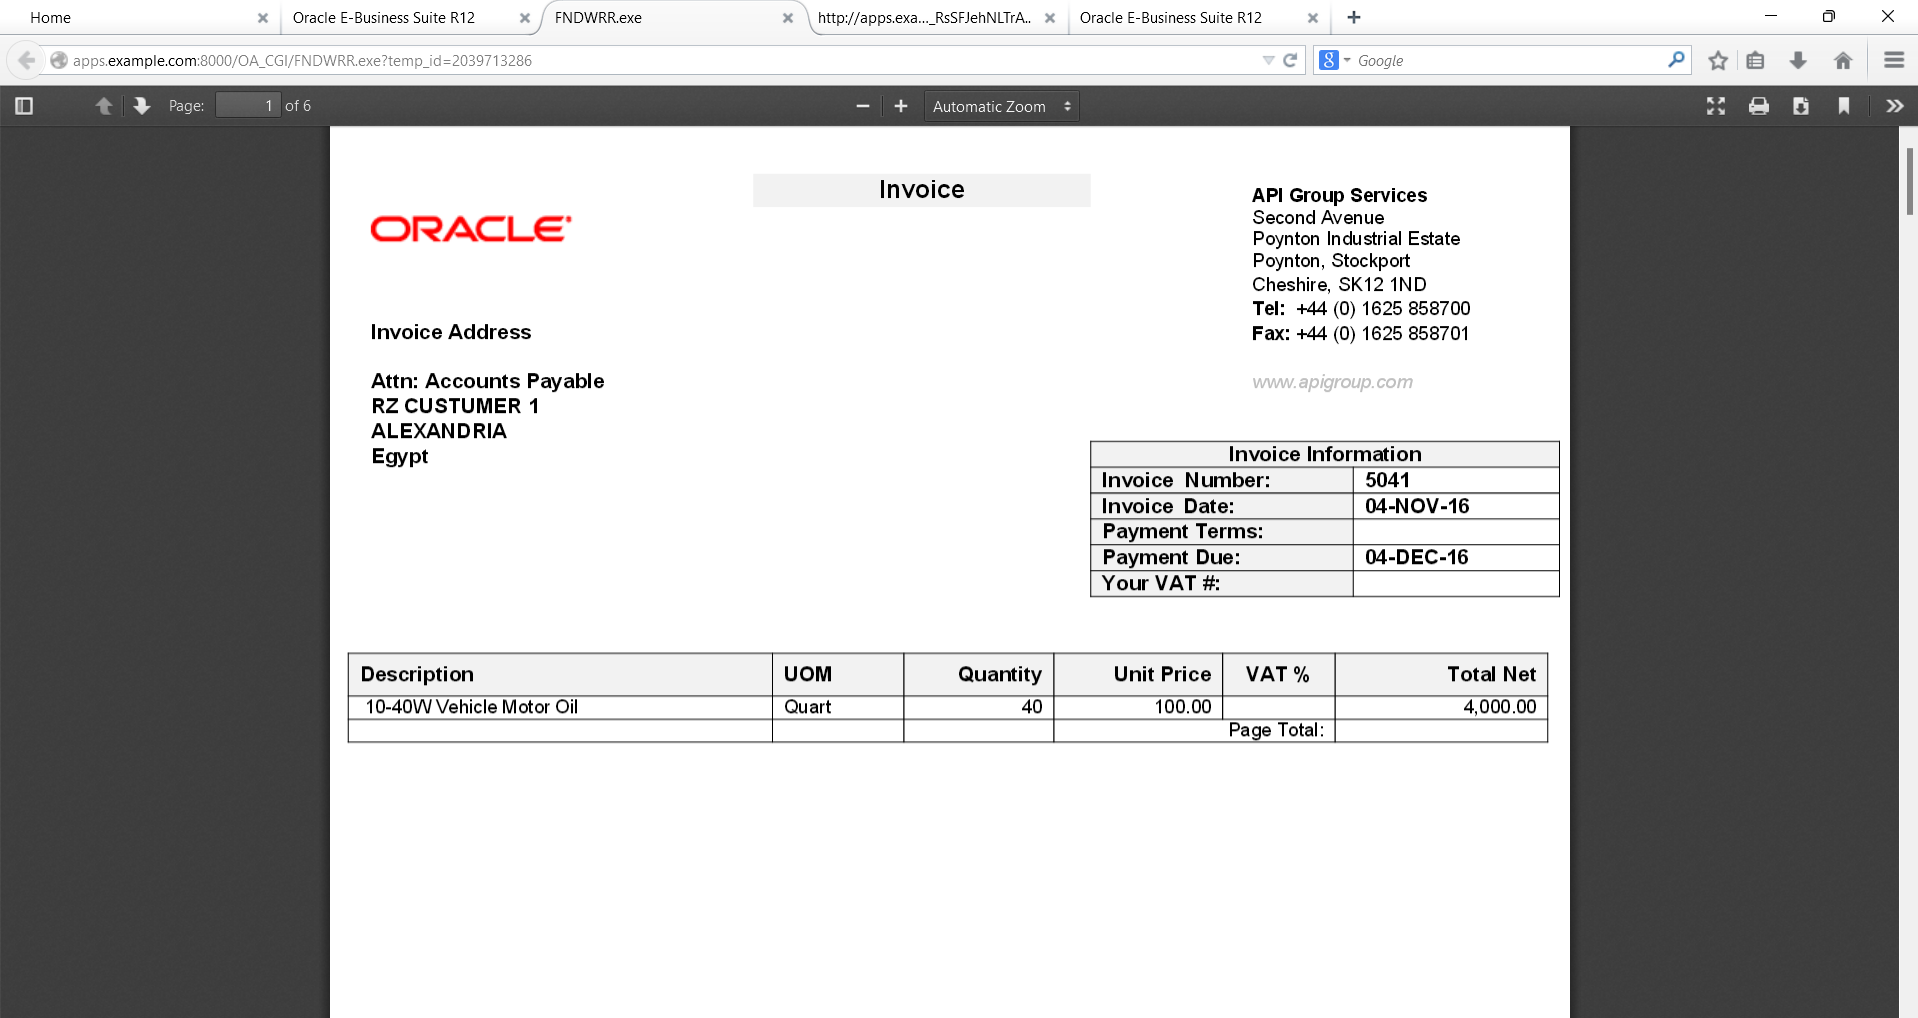 Home
Oracle E-Business Suite R12
FNDWRR.exe
http://apps.exa..._RsSFJehNLTrA..
Oracle E-Business Suite R12
apps.example.com:8000/OA_CGI/FNDWRR.exe?temp_id=2039713286
8 Google
Page: 1 of 6
Automatic Zoom
Invoice
ORACLE
API Group Services
Second Avenue
Poynton Industrial Estate
Poynton, Stockport
Cheshire, SK12 1ND
Tel: +44 (0) 1625 858700
Fax: +44 (0) 1625 858701
www.apigroup.com
Invoice Address
Attn: Accounts Payable
RZ CUSTUMER 1
ALEXANDRIA
Egypt
Invoice Information
Invoice Number: 5041
Invoice Date: 04-NOV-16
Payment Terms:
Payment Due: 04-DEC-16
Your VAT #:
Description UOM Quantity Unit Price VAT % Total Net
10-40W Vehicle Motor Oil Quart 40 100.00 4,000.00
Page Total: